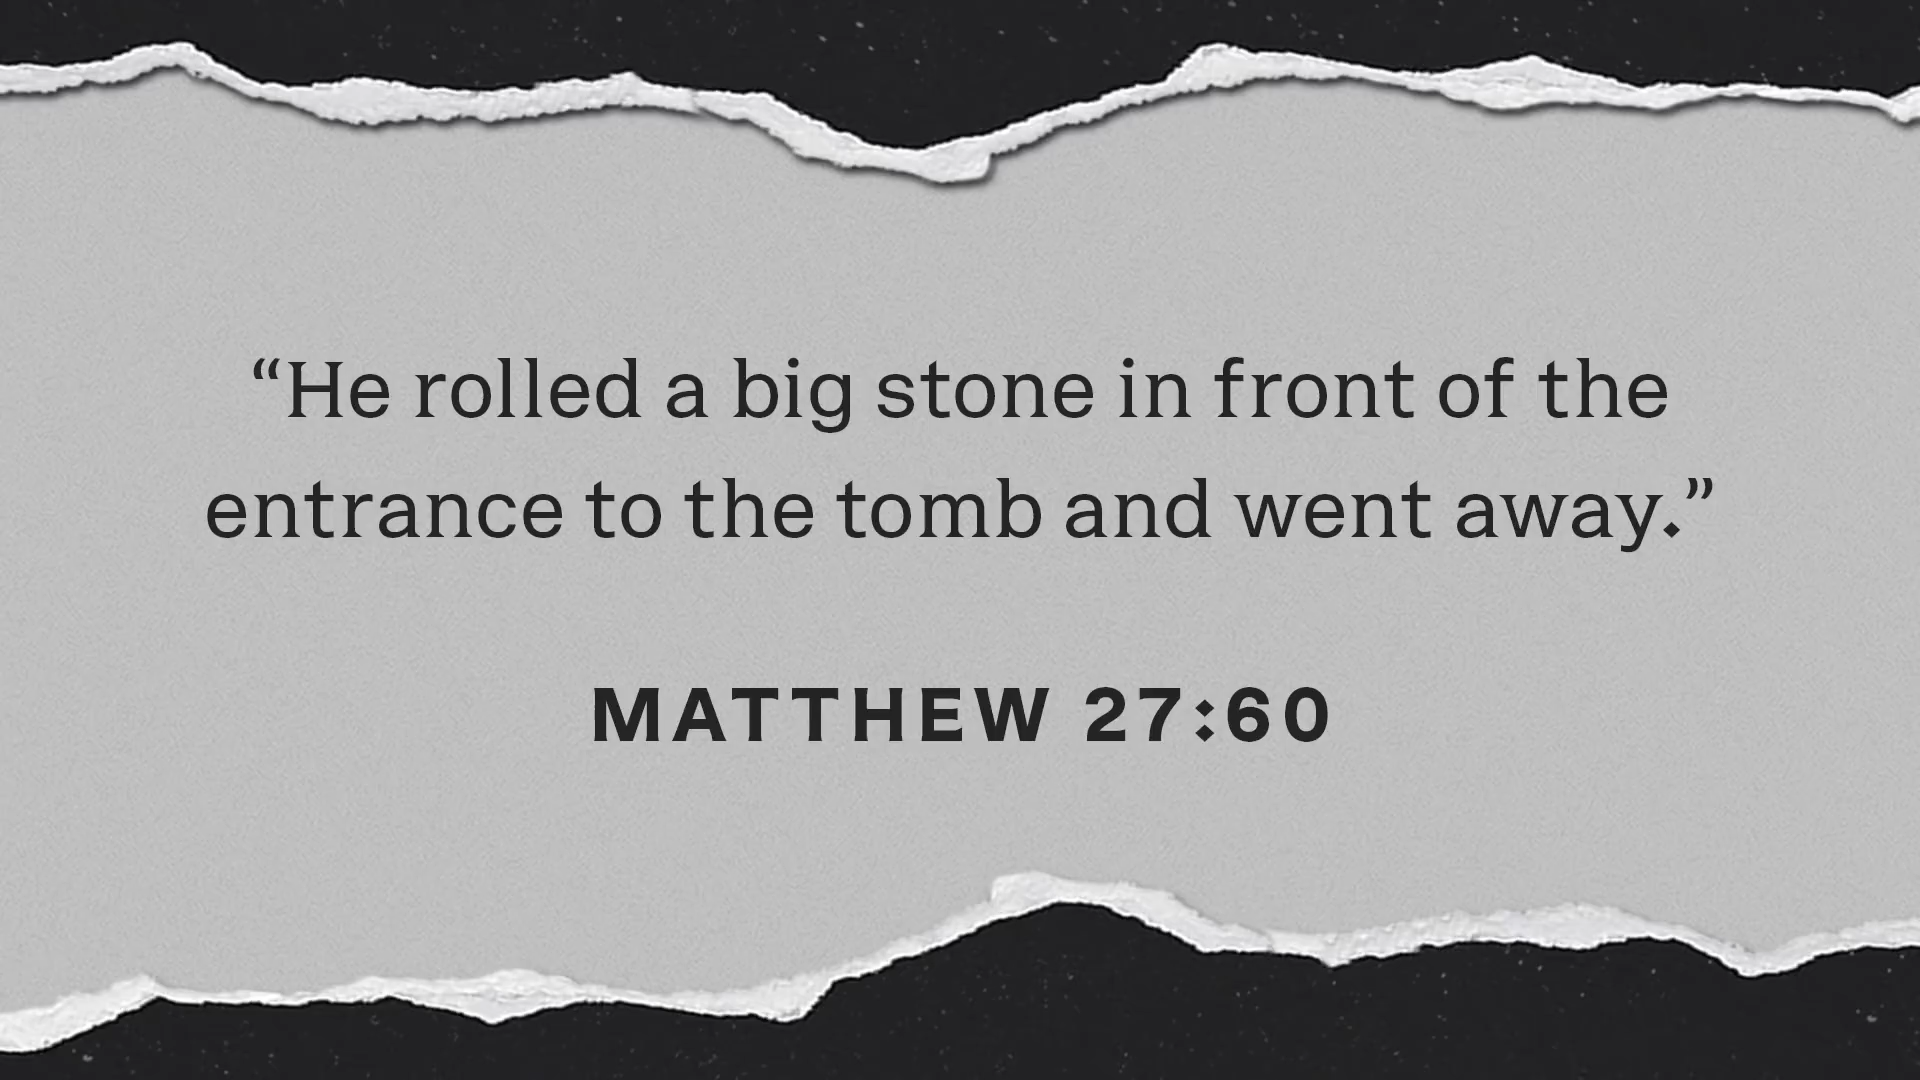 “He rolled a big stone in front of the
entrance to the tomb and went away.”
MATTHEW 27:60